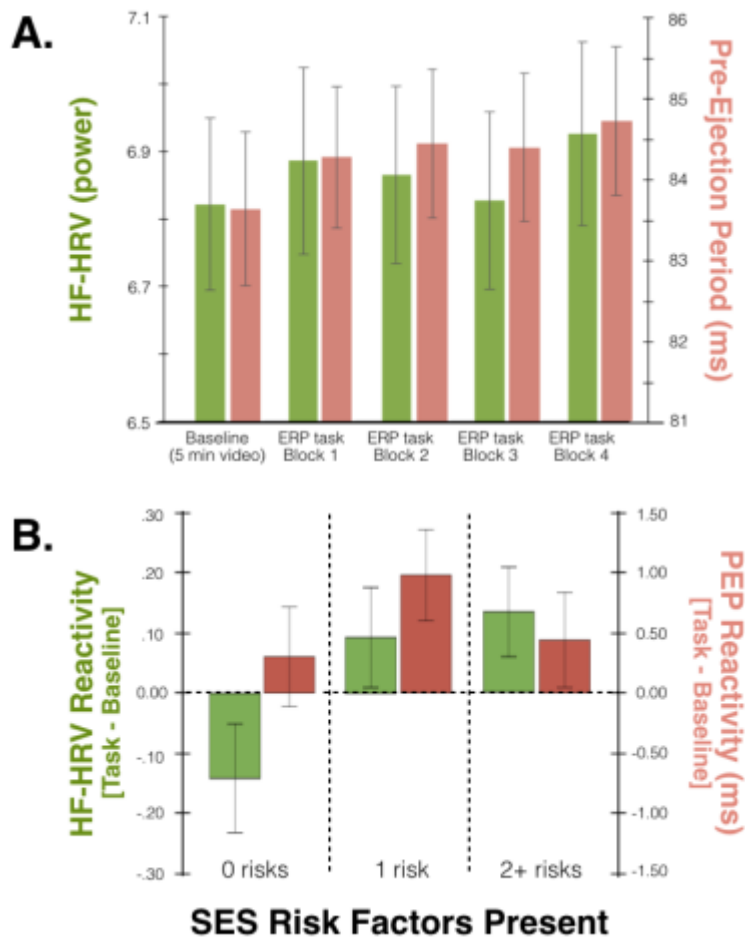 A.
HF-HRV (power)
7.1
6.9
6.7
6.5
86
85
84
83
82
81
Pre-Ejection Period (ms)
Baseline
(5 min video)
ERP task
Block 1
ERP task
Block 2
ERP task
Block 3
ERP task
Block 4
B.
HF-HRV Reactivity
[Task - Baseline]
.30
.20
.10
0.00
-.10
-.20
-.30
1.50
1.00
0.50
0.00
-0.50
-1.00
-1.50
PEP Reactivity (ms)
[Task - Baseline]
0 risks
1 risk
2+ risks
SES Risk Factors Present